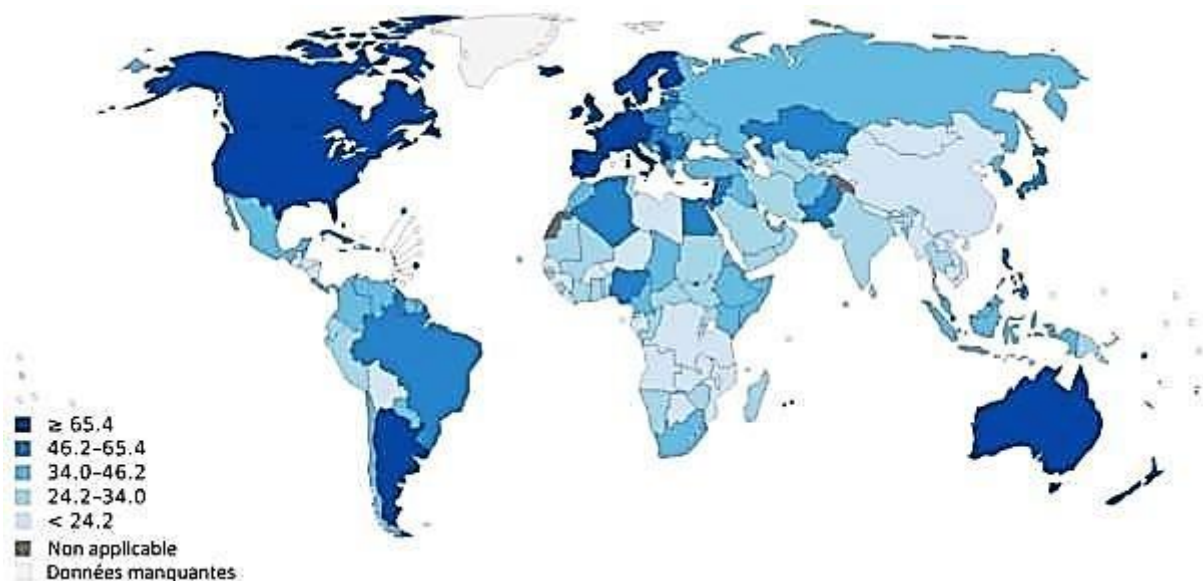 ≥ 65.4
46.2–65.4
34.0–46.2
24.2–34.0
< 24.2
Non applicable
Données manquantes